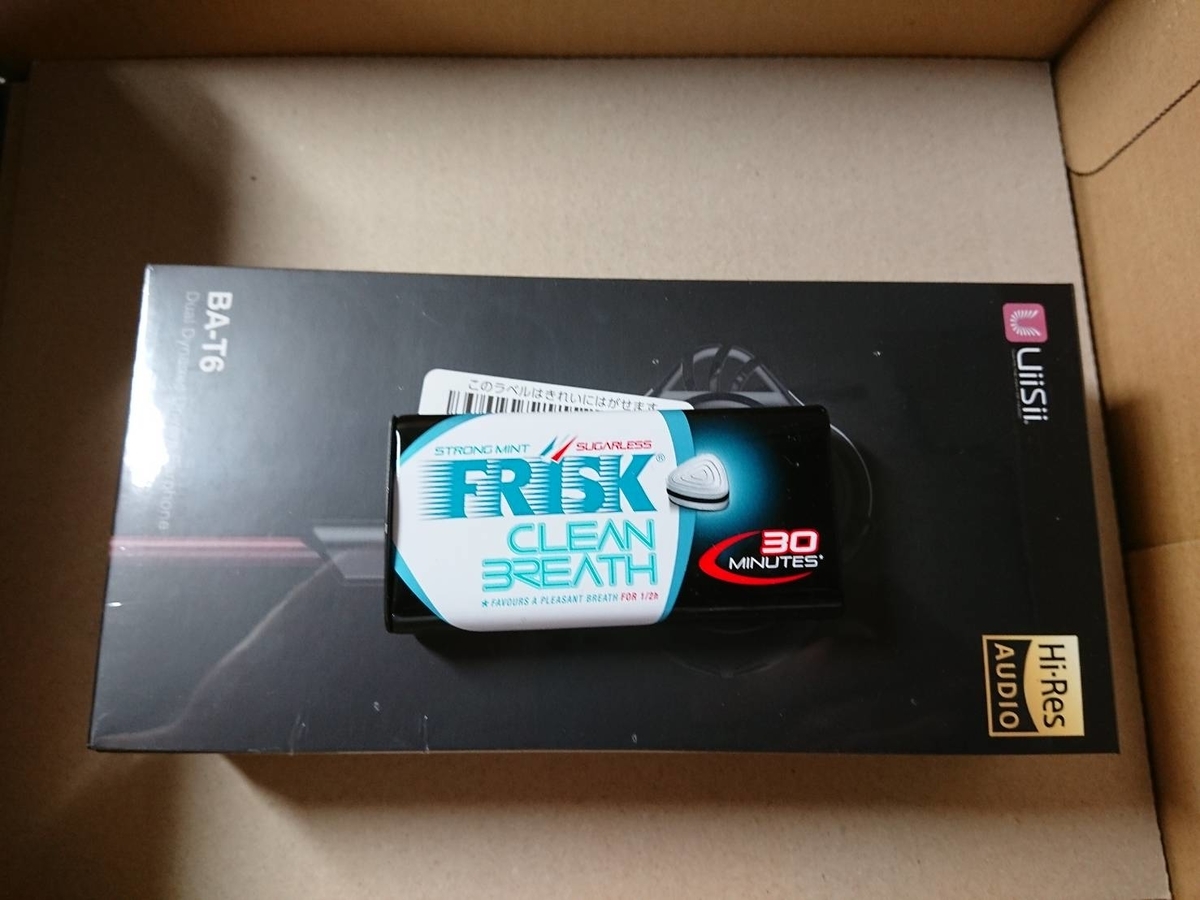 BA-T6
UiiSii
このラベルはきれいにはがせます
STRONG MINT
SUGARLESS
FRISK®
CLEAN
BREATH
★FAVOURS A PLEASANT BREATH FOR 1/2h
30
MINUTES*
Hi-Res
AUDIO